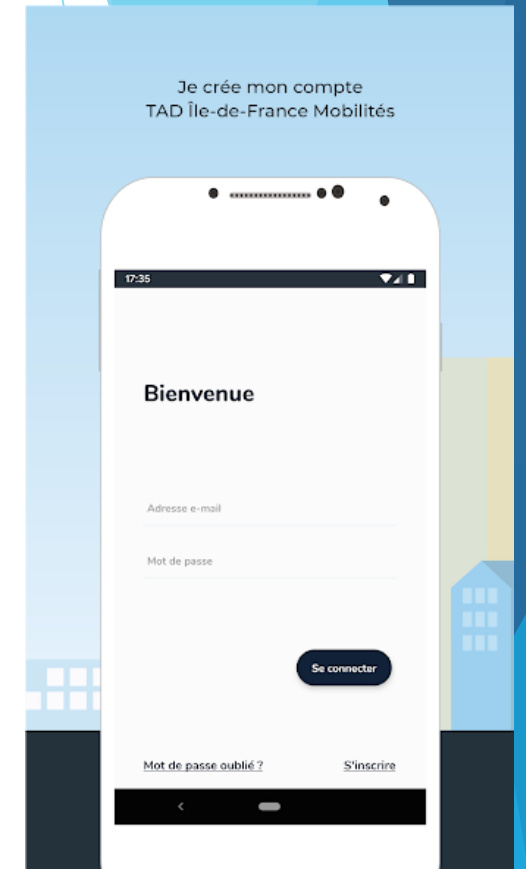 Je crée mon compte
TAD Île-de-France Mobilités
17:35
Bienvenue
Adresse e-mail
Mot de passe
Se connecter
Mot de passe oublié ?
S'inscrire